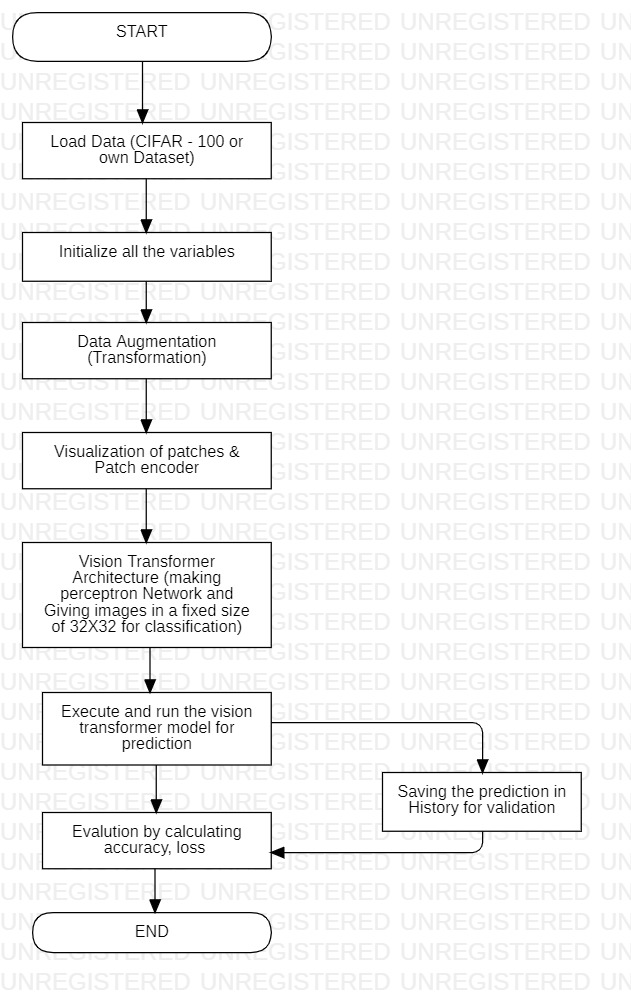 START
Load Data (CIFAR - 100 or
own Dataset)
Initialize all the variables
Data Augmentation
(Transformation)
Visualization of patches &
Patch encoder
Vision Transformer
Architecture (making
perceptron Network and
Giving images in a fixed size
of 32X32 for classification)
Execute and run the vision
transformer model for
prediction
Saving the prediction in
History for validation
Evalution by calculating
accuracy, loss
END
UNREGISTERED